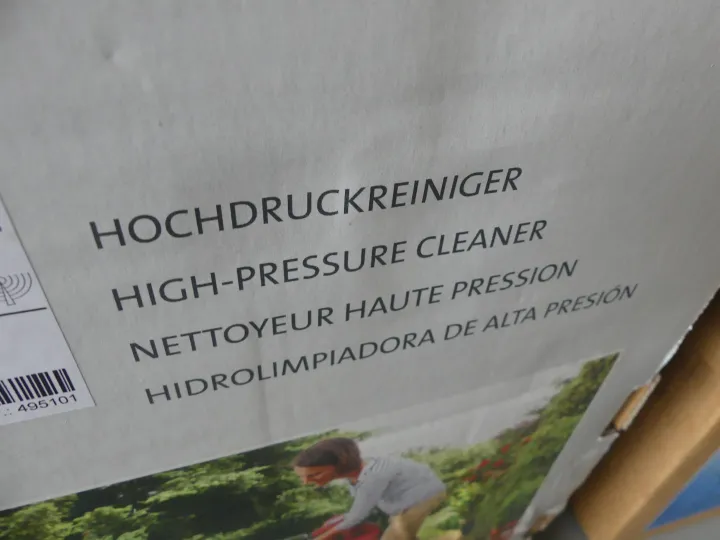 HOCHDRUCKREINIGER
HIGH-PRESSURE CLEANER
NETTOYEUR HAUTE PRESSION
HIDROLIMPIADORA DE ALTA PRESIÓN
.: 495101